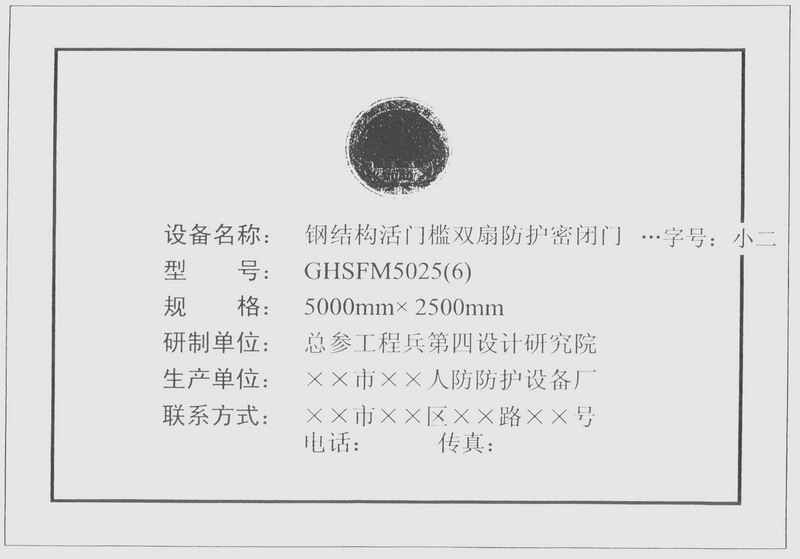 设备名称：钢结构活门槛双扇防护密闭门 …字号：小二
型　　号：GHSFM5025(6)
规　　格：5000mm×2500mm
研制单位：总参工程兵第四设计研究院
生产单位：××市××人防防护设备厂
联系方式：××市××区××路××号
电话：　　　传真：